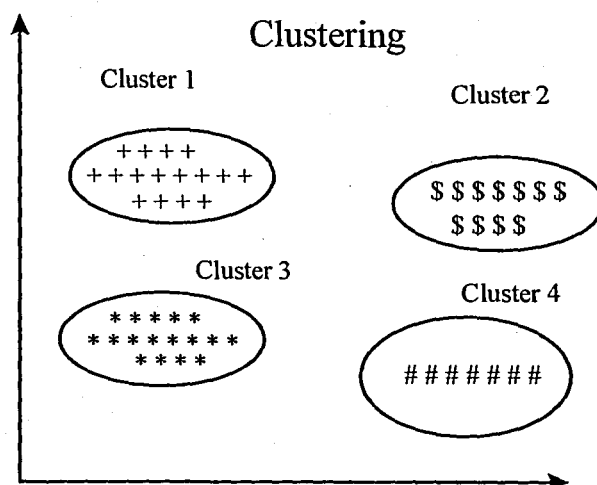 Clustering
Cluster 1
Cluster 2
+ + + +
+ + + + + + + +
+ + + +
$ $ $ $ $ $ $
$ $ $ $
Cluster 3
Cluster 4
* * * * *
* * * * * * * *
* * * *
# # # # # # #